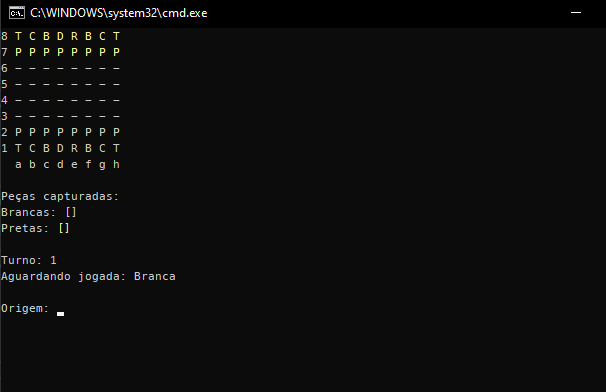 C:\WINDOWS\system32\cmd.exe
8 T C B D R B C T
7 P P P P P P P P
6 - - - - - - - -
5 - - - - - - - -
4 - - - - - - - -
3 - - - - - - - -
2 P P P P P P P P
1 T C B D R B C T
a b c d e f g h
Peças capturadas:
Brancas: []
Pretas: []
Turno: 1
Aguardando jogada: Branca
Origem: